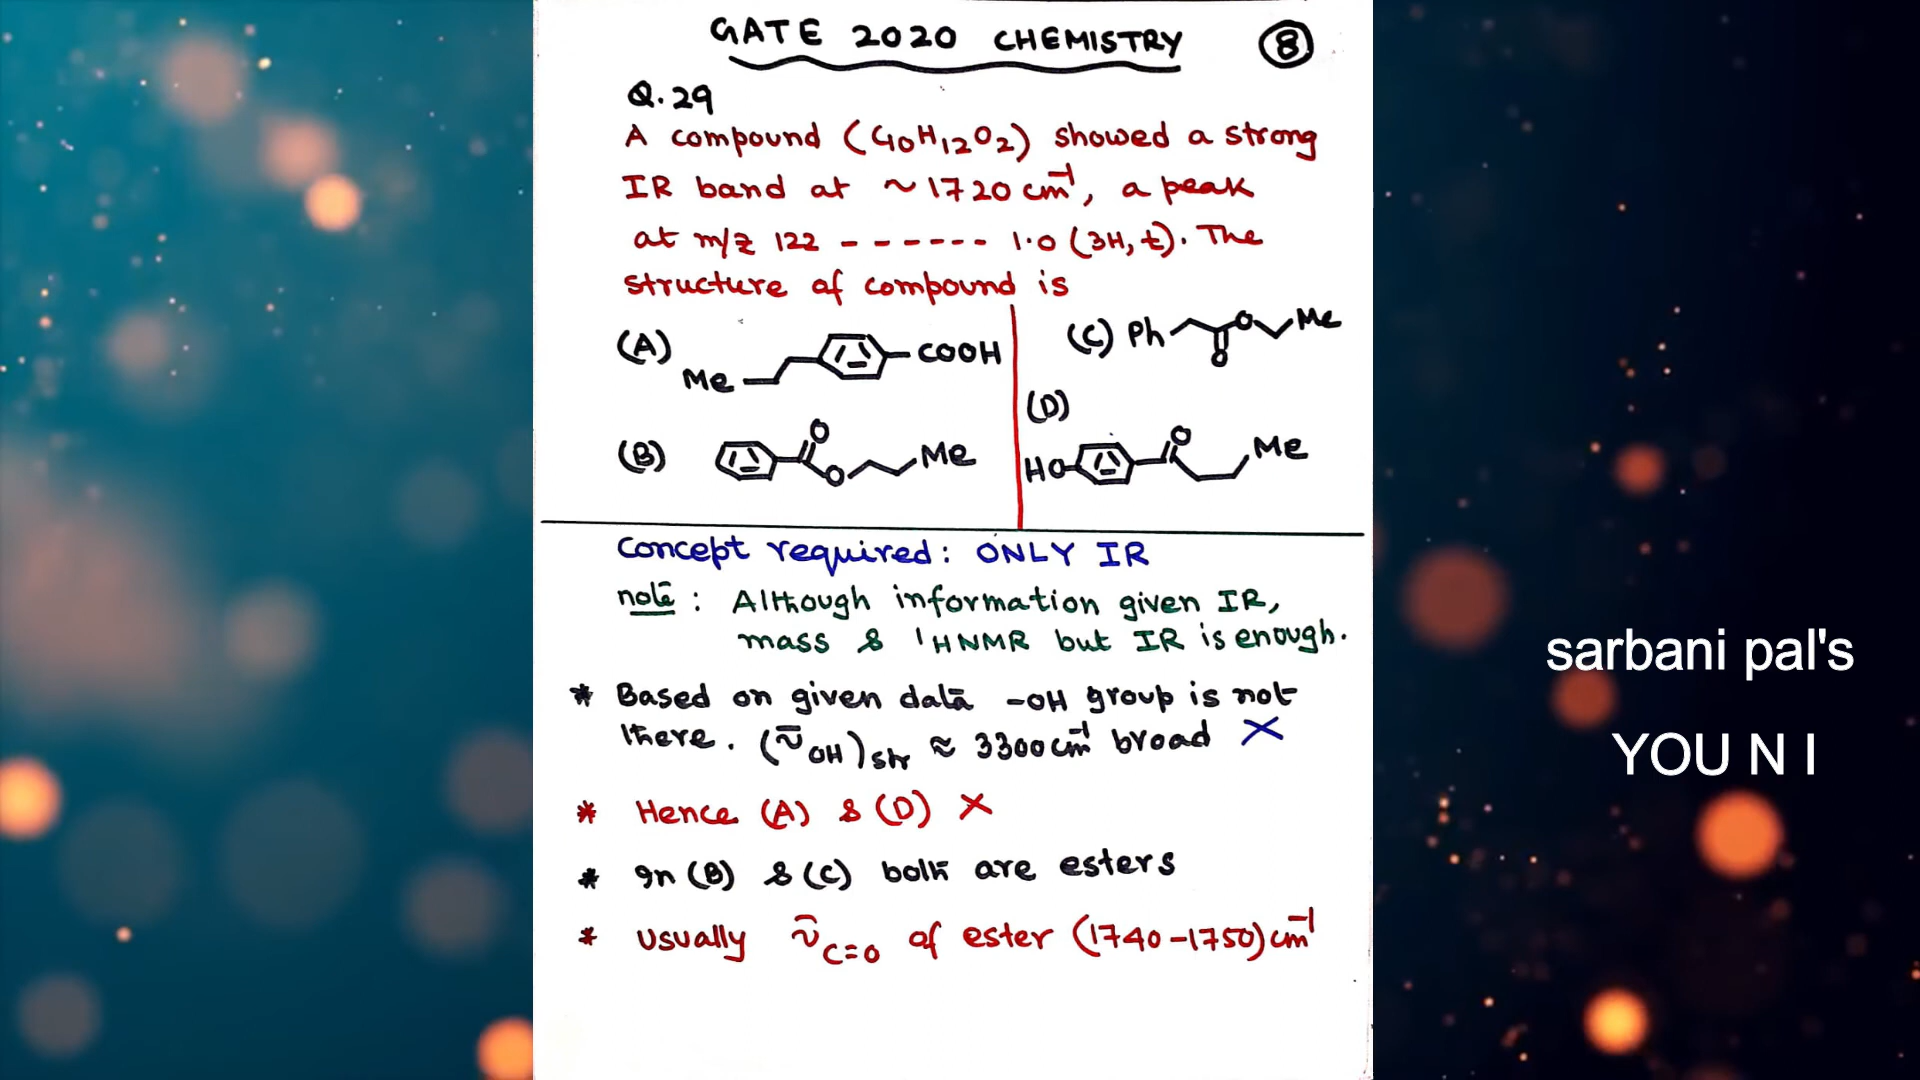 GATE 2020 CHEMISTRY 8
Q.29
A compound (C10H12O2) showed a strong
IR band at ~1720 cm-1, a peak
at m/z 122 ------ 1.0 (3H, t). The
structure of compound is
(A) Me COOH
(C) Ph O Me
O
(B) O
O Me
(D)
HO O Me
Concept required: ONLY IR
note: Although information given IR,
mass & 1HNMR but IR is enough.
* Based on given data -OH group is not
there. (ν̄OH)str ≈ 3300 cm-1 broad X
* Hence (A) & (D) X
* In (B) & (C) both are esters
* Usually ν̄C=O of ester (1740-1750) cm-1
sarbani pal's
YOU N I